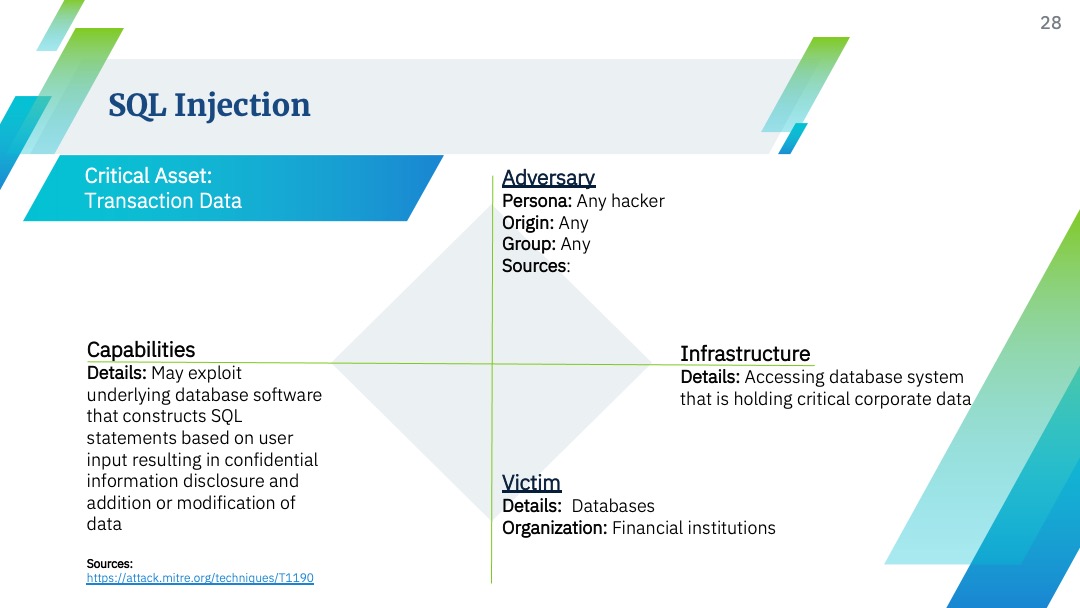 28
SQL Injection
Critical Asset:
Transaction Data
Adversary
Persona: Any hacker
Origin: Any
Group: Any
Sources:
Capabilities
Details: May exploit
underlying database software
that constructs SQL
statements based on user
input resulting in confidential
information disclosure and
addition or modification of
data
Sources:
https://attack.mitre.org/techniques/T1190
Infrastructure
Details: Accessing database system
that is holding critical corporate data
Victim
Details: Databases
Organization: Financial institutions